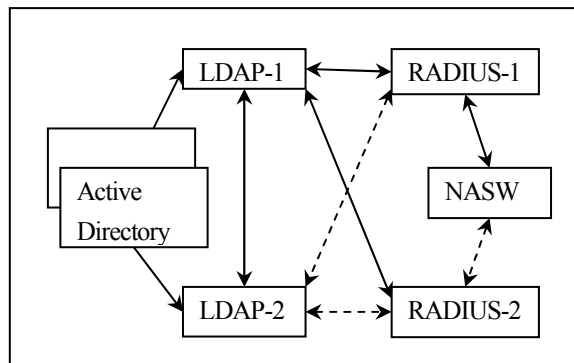 LDAP-1
RADIUS-1
Active
Directory
NASW
LDAP-2
RADIUS-2